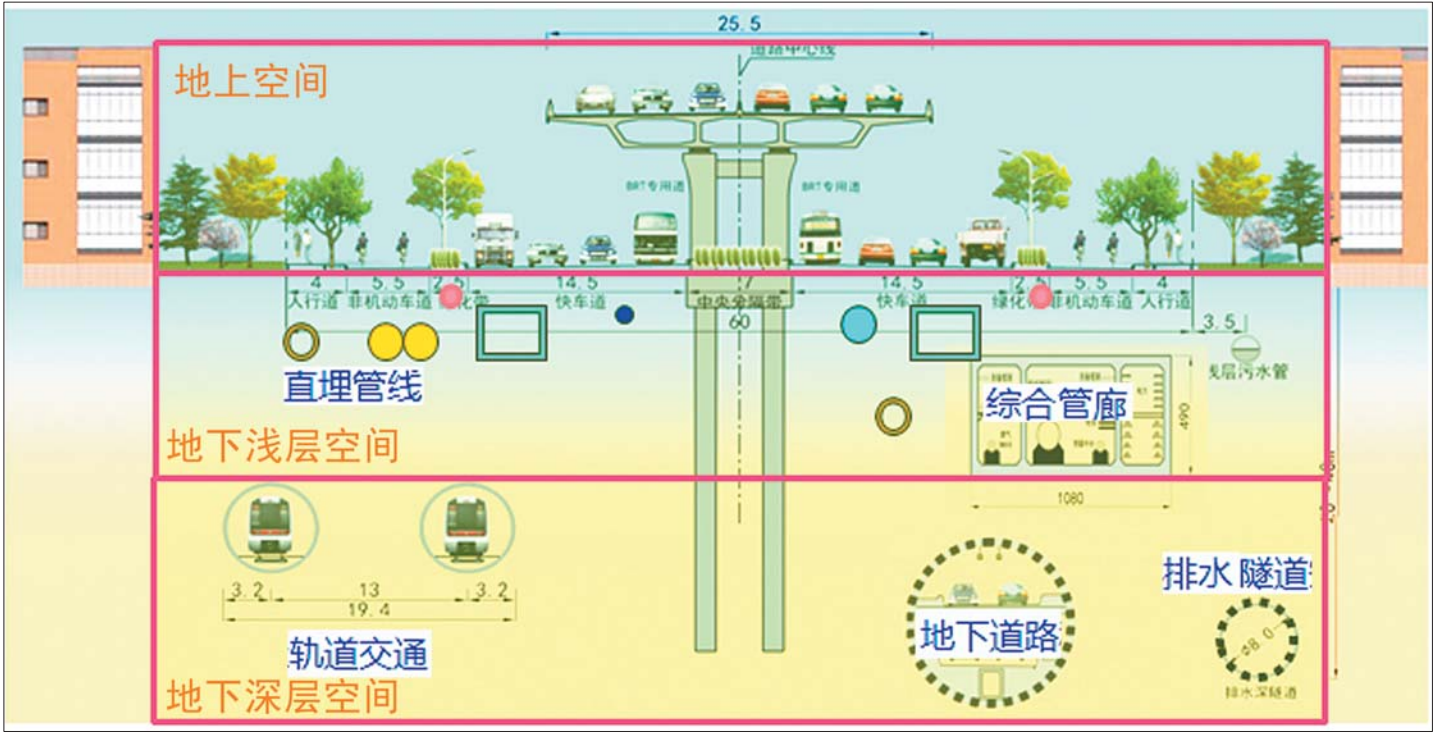 25.5
道路中心线
地上空间
BRT专用道
BRT专用道
4
5.5
2.5
14.5
7
14.5
2.5
5.5
4
人行道
非机动车道
快车道
中央分隔带
快车道
非机动车道
人行道
60
3.5
浅层污水管
直埋管线
综合管廊
490
地下浅层空间
1080
3.2
13
3.2
19.4
轨道交通
地下道路
排水 隧道
φ8.0
排水深隧道
地下深层空间